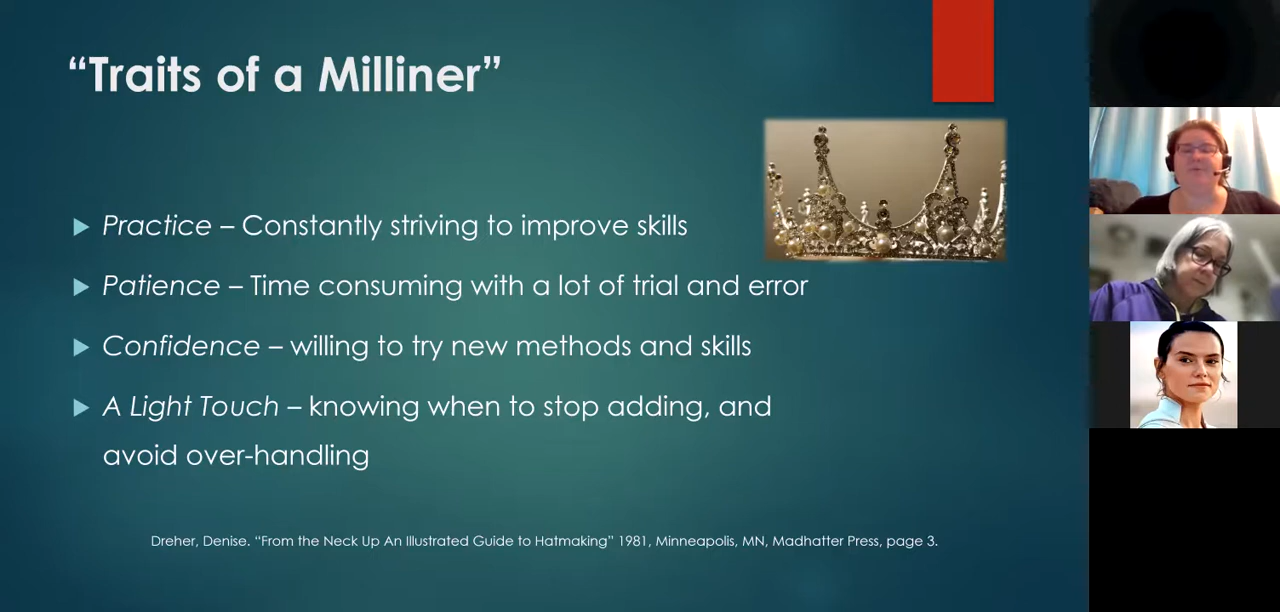 “Traits of a Milliner”
Practice – Constantly striving to improve skills
Patience – Time consuming with a lot of trial and error
Confidence – willing to try new methods and skills
A Light Touch – knowing when to stop adding, and
avoid over-handling
Dreher, Denise. “From the Neck Up An Illustrated Guide to Hatmaking” 1981, Minneapolis, MN, Madhatter Press, page 3.